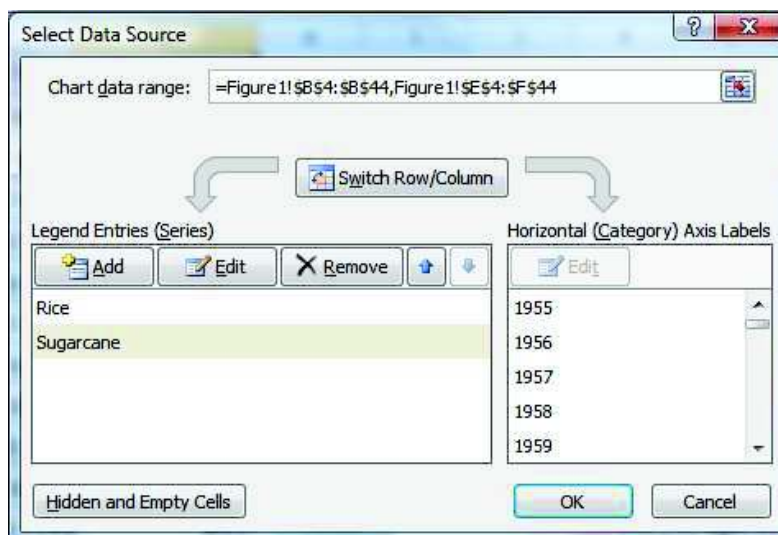 Select Data Source
?
X
Chart data range: =Figure1!$B$4:$B$44,Figure1!$E$4:$F$44
Switch Row/Column
Legend Entries (Series)
Add Edit Remove
Rice
Sugarcane
Horizontal (Category) Axis Labels
Edit
1955
1956
1957
1958
1959
Hidden and Empty Cells
OK Cancel